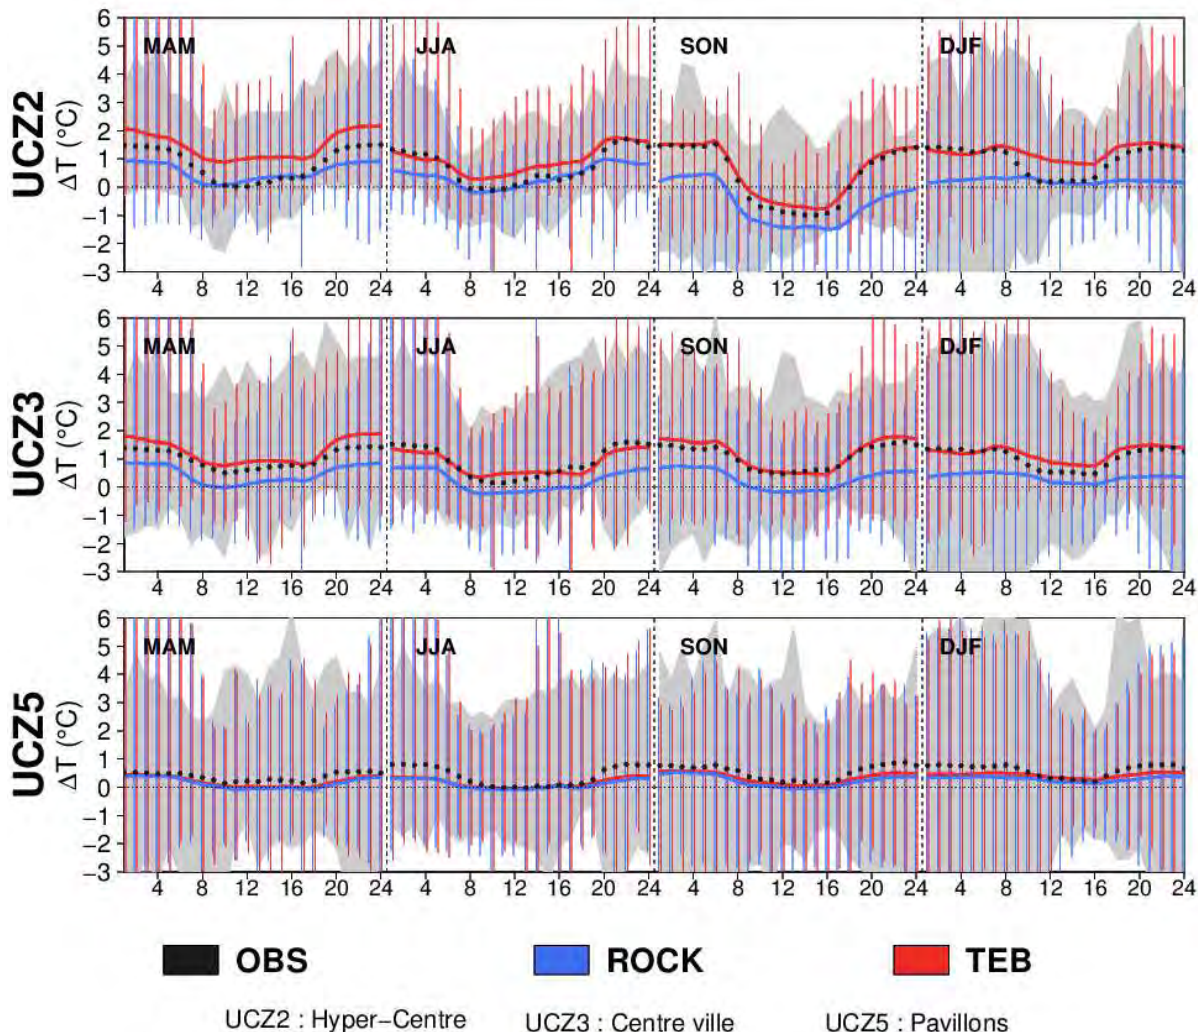 UCZ2
ΔT (°C)
6
5
4
3
2
1
0
−1
−2
−3
MAM JJA SON DJF
4 8 12 16 20 24 4 8 12 16 20 24 4 8 12 16 20 24 4 8 12 16 20 24
UCZ3
ΔT (°C)
6
5
4
3
2
1
0
−1
−2
−3
MAM JJA SON DJF
4 8 12 16 20 24 4 8 12 16 20 24 4 8 12 16 20 24 4 8 12 16 20 24
UCZ5
ΔT (°C)
6
5
4
3
2
1
0
−1
−2
−3
MAM JJA SON DJF
4 8 12 16 20 24 4 8 12 16 20 24 4 8 12 16 20 24 4 8 12 16 20 24
OBS ROCK TEB
UCZ2 : Hyper−Centre UCZ3 : Centre ville UCZ5 : Pavillons